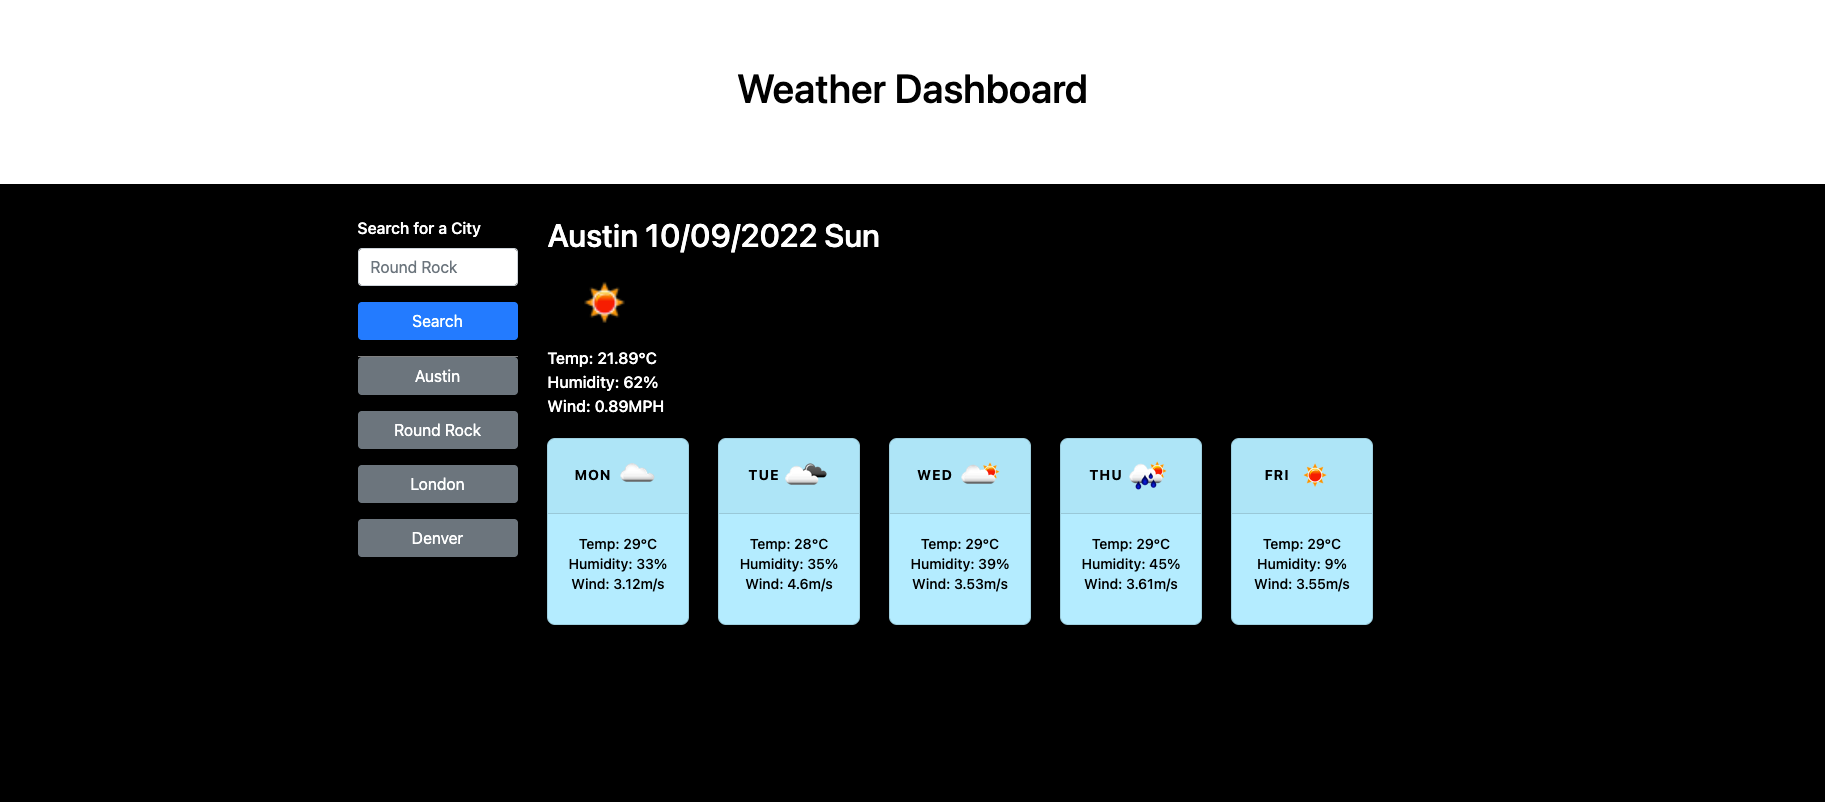 Weather Dashboard
Search for a City
Round Rock
Search
Austin
Round Rock
London
Denver
Austin 10/09/2022 Sun
Temp: 21.89°C
Humidity: 62%
Wind: 0.89MPH
MON
Temp: 29°C
Humidity: 33%
Wind: 3.12m/s
TUE
Temp: 28°C
Humidity: 35%
Wind: 4.6m/s
WED
Temp: 29°C
Humidity: 39%
Wind: 3.53m/s
THU
Temp: 29°C
Humidity: 45%
Wind: 3.61m/s
FRI
Temp: 29°C
Humidity: 9%
Wind: 3.55m/s